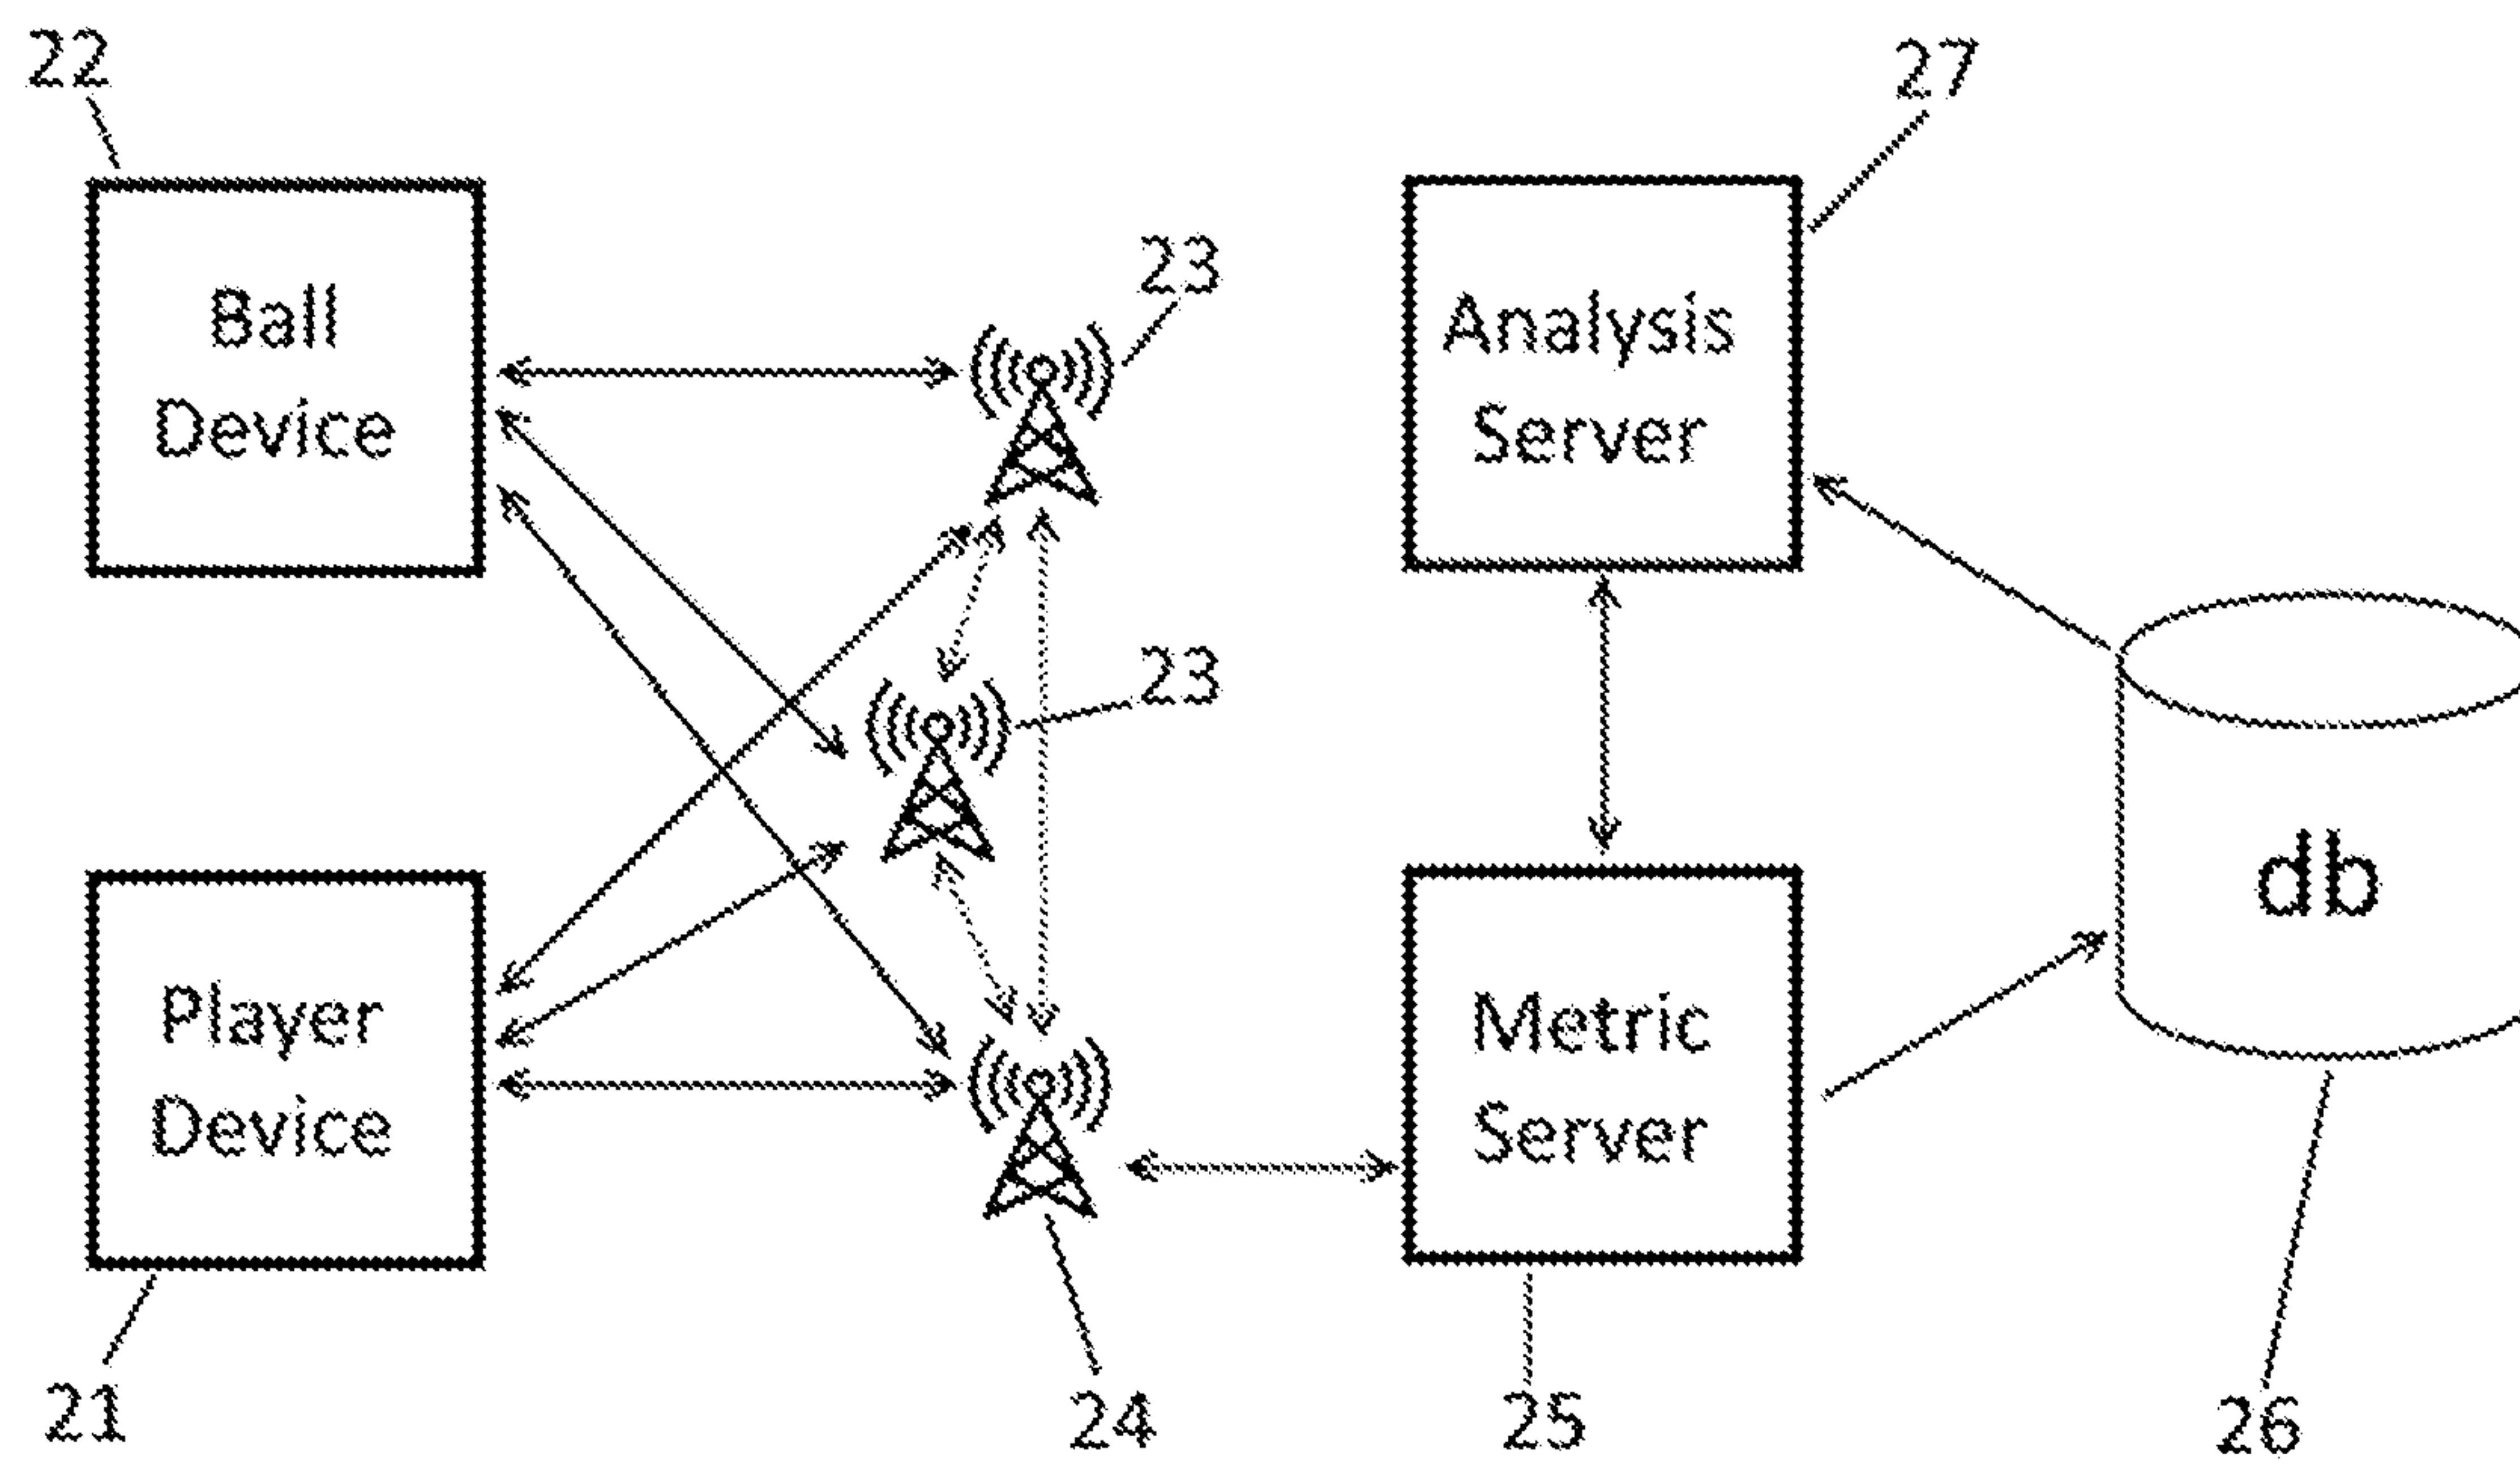 22
27
23
Ball
Device
Analysis
Server
23
db
Player
Device
Metric
Server
21
24
25
26